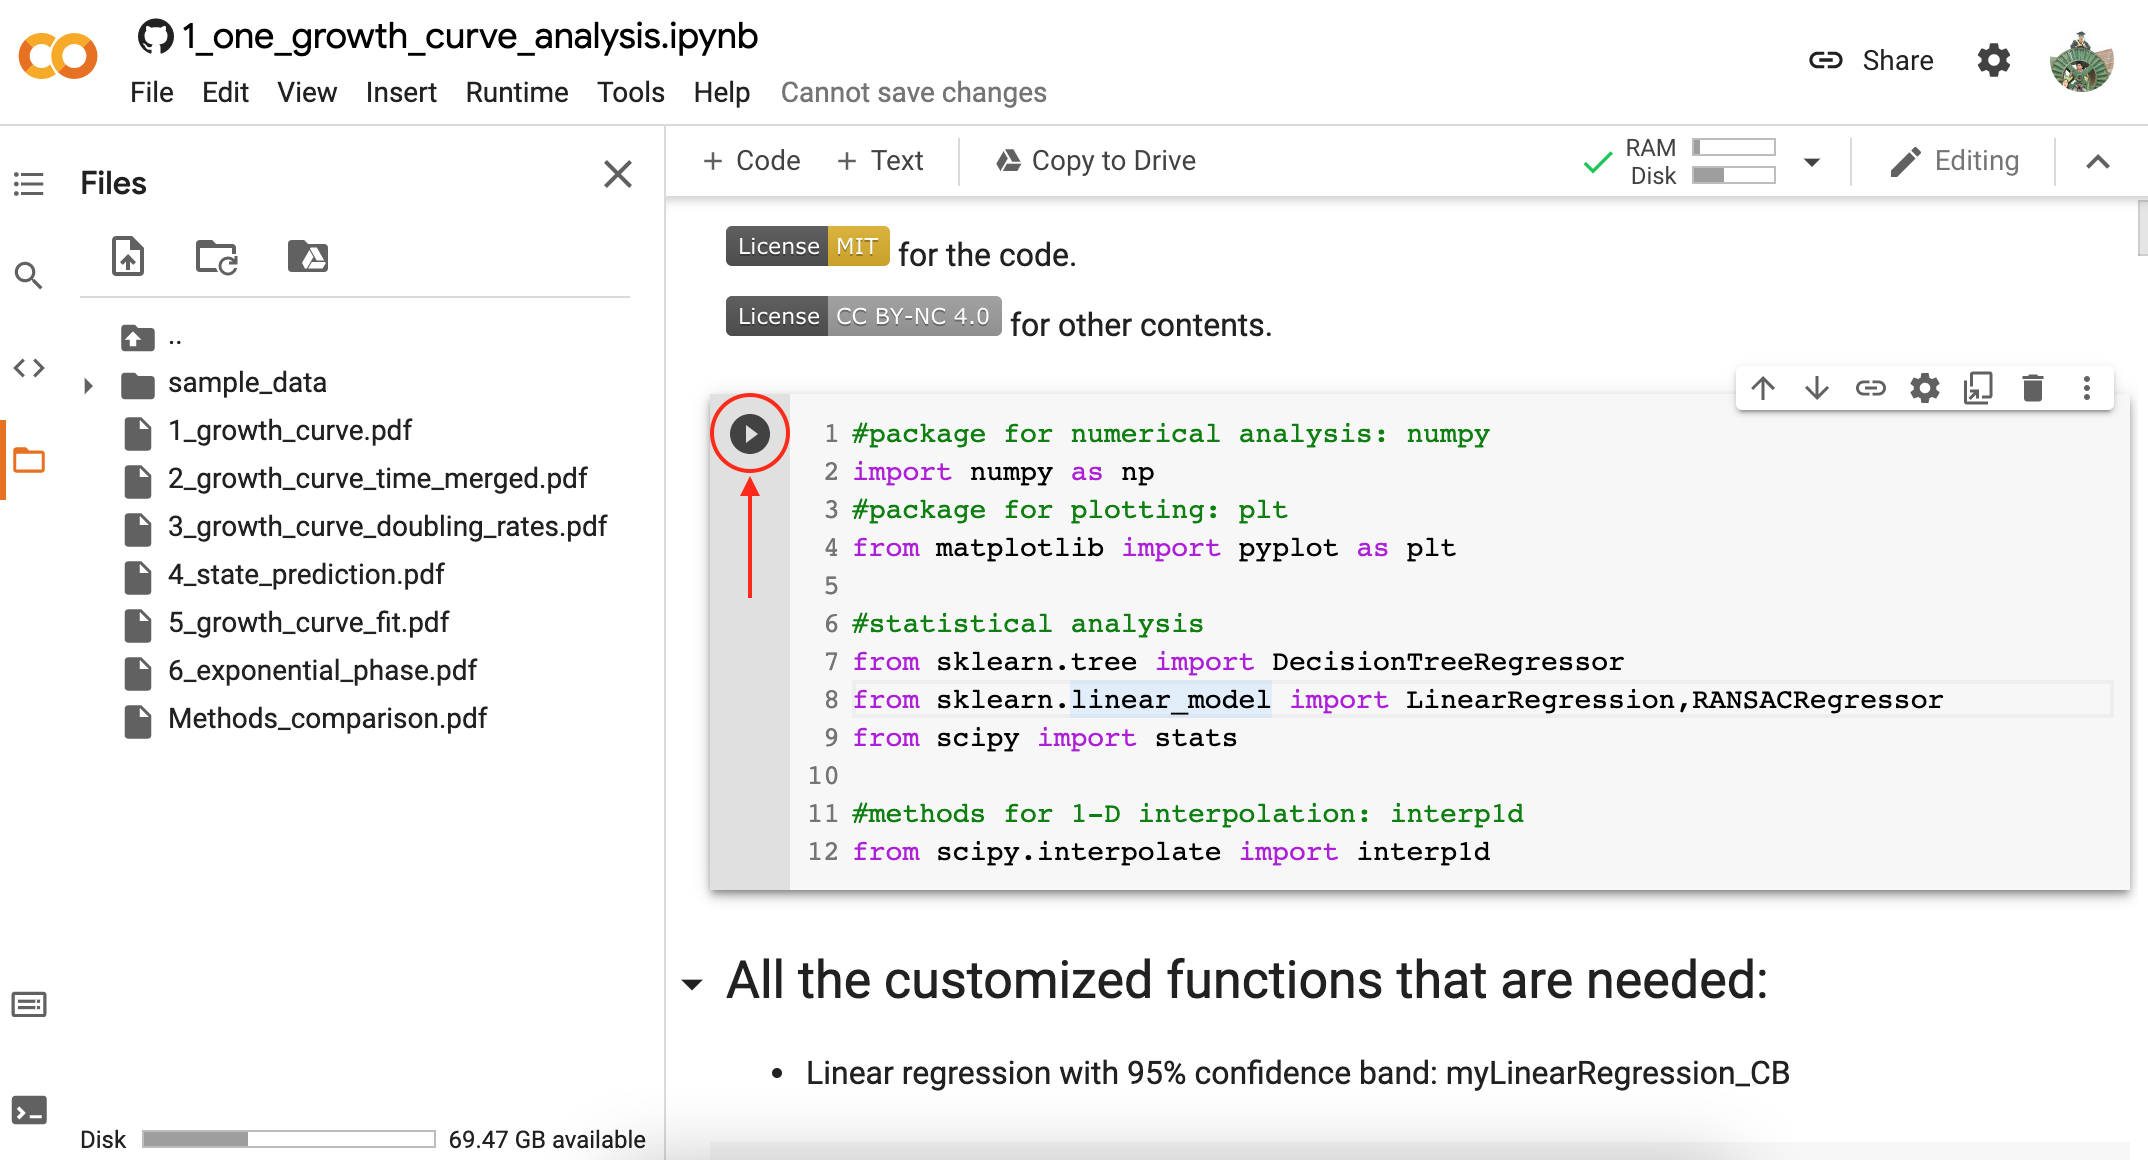 1_one_growth_curve_analysis.ipynb
File Edit View Insert Runtime Tools Help Cannot save changes
Share
Files
..
sample_data
1_growth_curve.pdf
2_growth_curve_time_merged.pdf
3_growth_curve_doubling_rates.pdf
4_state_prediction.pdf
5_growth_curve_fit.pdf
6_exponential_phase.pdf
Methods_comparison.pdf
Disk 69.47 GB available
+ Code + Text Copy to Drive
RAM
Disk
Editing
License MIT for the code.
License CC BY-NC 4.0 for other contents.
1 #package for numerical analysis: numpy
2 import numpy as np
3 #package for plotting: plt
4 from matplotlib import pyplot as plt
5
6 #statistical analysis
7 from sklearn.tree import DecisionTreeRegressor
8 from sklearn.linear_model import LinearRegression,RANSACRegressor
9 from scipy import stats
10
11 #methods for 1-D interpolation: interp1d
12 from scipy.interpolate import interp1d
All the customized functions that are needed:
• Linear regression with 95% confidence band: myLinearRegression_CB